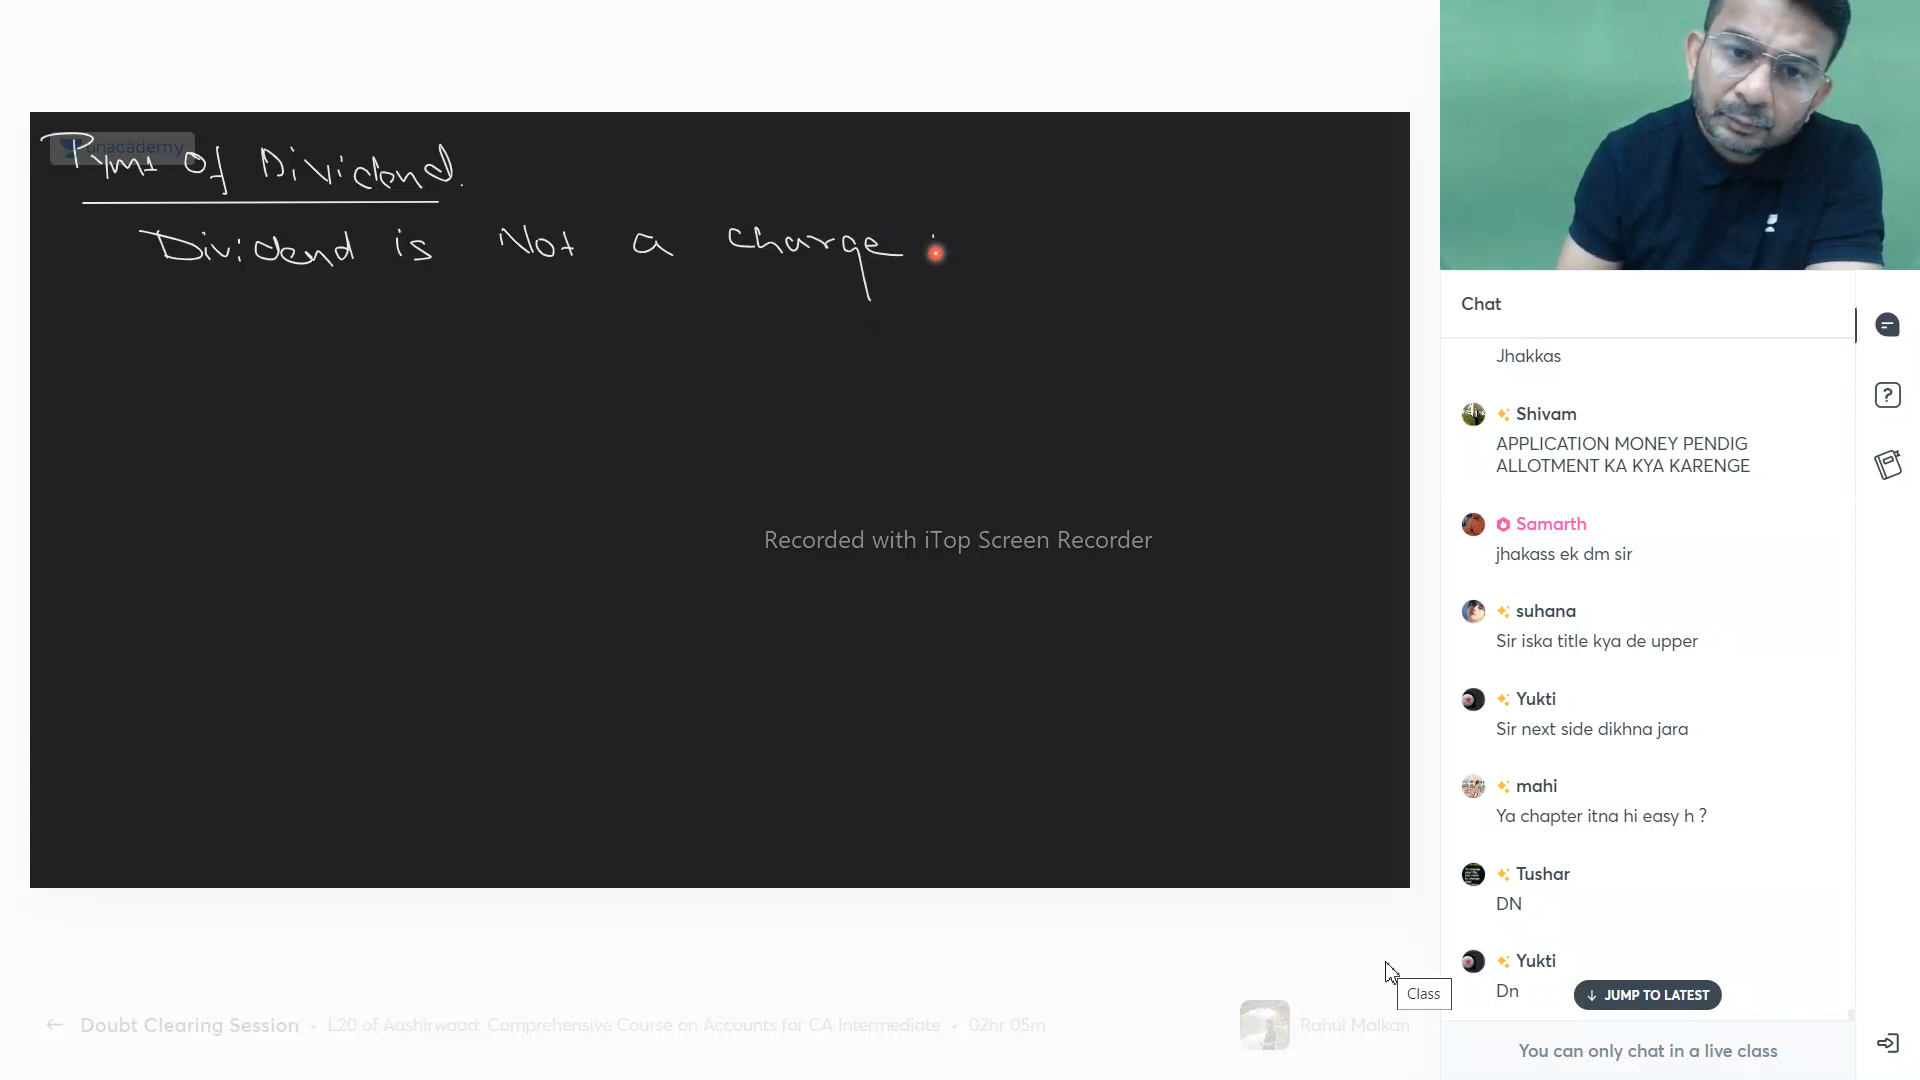 unacademy
Pymt Of Dividend.
Dividend is Not a charge
Recorded with iTop Screen Recorder
Chat
Jhakkas
Shivam
APPLICATION MONEY PENDIG
ALLOTMENT KA KYA KARENGE
Samarth
jhakass ek dm sir
suhana
Sir iska title kya de upper
Yukti
Sir next side dikhna jara
mahi
Ya chapter itna hi easy h ?
Tushar
DN
Yukti
Dn
JUMP TO LATEST
You can only chat in a live class
Class
Doubt Clearing Session • L20 of Aashirwaad: Comprehensive Course on Accounts for CA Intermediate • 02hr 05m
Rahul Malkan